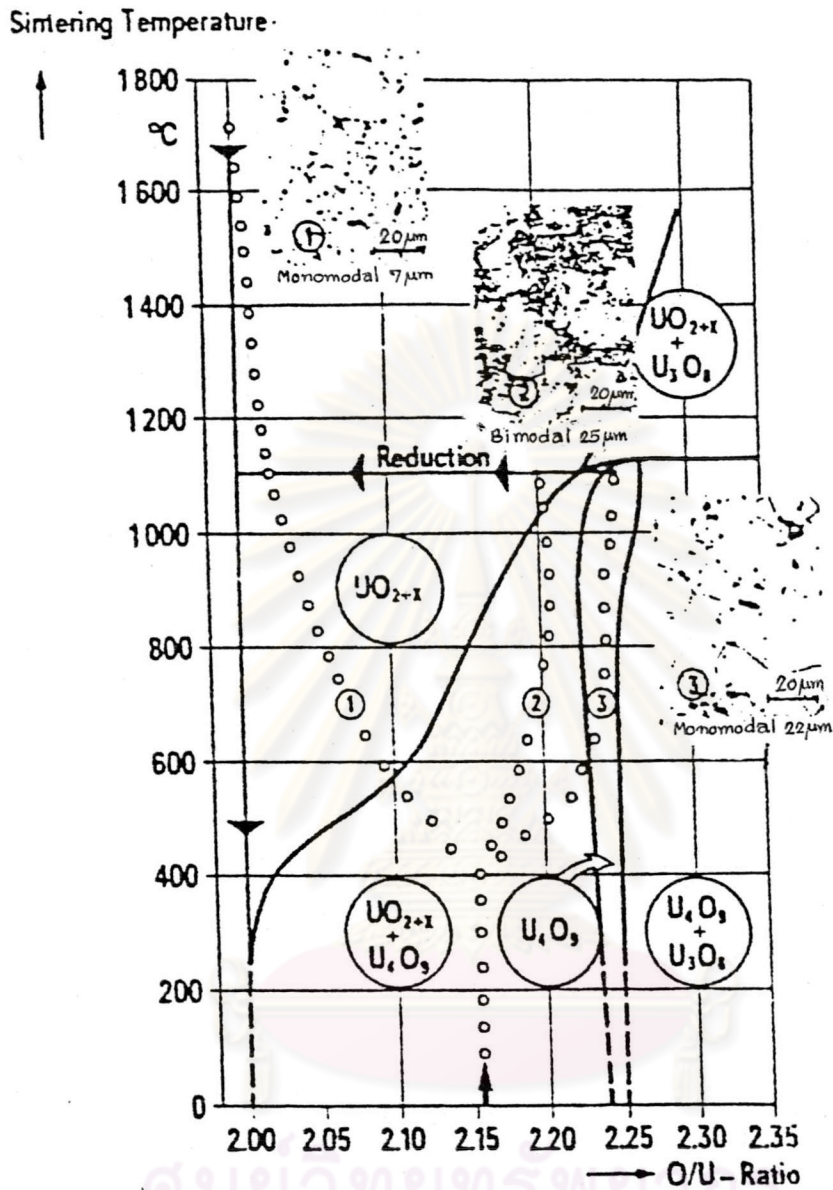 Sintering Temperature
1800
°C
1600
1400
1200
1000
800
600
400
200
0
① 20μm
Monomodal 7μm
② 20μm
Bimodal 25μm
UO₂₊ₓ
+
U₃O₈
Reduction
UO₂₊ₓ
① ② ③
③ 20μm
Monomodal 22μm
UO₂₊ₓ
+
U₄O₉
U₄O₉
U₄O₉
+
U₃O₈
2.00 2.05 2.10 2.15 2.20 2.25 2.30 2.35
O/U-Ratio